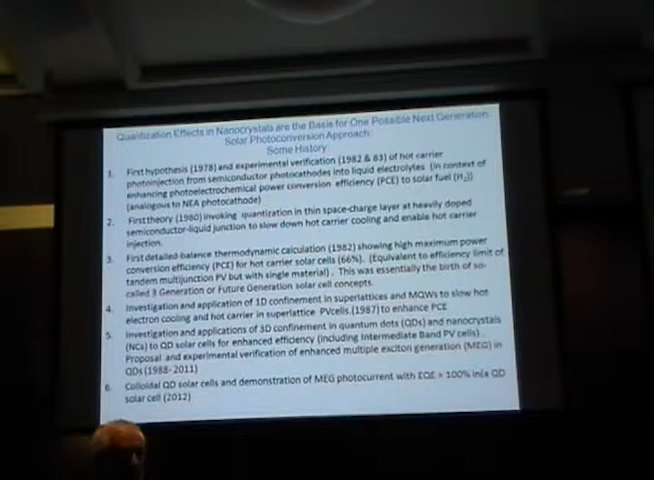 Quantization Effects in Nanocrystals are the Basis for One Possible Next Generation
Solar Photoconversion Approach:
Some History
1. First hypothesis (1978) and experimental verification (1982 & 83) of hot carrier
photoinjection from semiconductor photocathodes into liquid electrolytes (in context of
enhancing photoelectrochemical power conversion efficiency (PCE) to solar fuel (H2))
(analogous to NEA photocathode)
2. First theory (1980) invoking quantization in thin space-charge layer at heavily doped
semiconductor-liquid junction to slow down hot carrier cooling and enable hot carrier
injection.
3. First detailed-balance thermodynamic calculation (1982) showing high maximum power
conversion efficiency (PCE) for hot carrier solar cells (66%). (Equivalent to efficiency limit of
tandem multijunction PV but with single material). This was essentially the birth of so-
called 3 Generation or Future Generation solar cell concepts.
4. Investigation and application of 1D confinement in superlattices and MQWs to slow hot
electron cooling and hot carrier in superlattice PVcells.(1987) to enhance PCE
5. Investigation and applications of 3D confinement in quantum dots (QDs) and nanocrystals
(NCs) to QD solar cells for enhanced efficiency (including Intermediate Band PV cells).
Proposal and experimental verification of enhanced multiple exciton generation (MEG) in
QDs (1988-2011)
6. Colloidal QD solar cells and demonstration of MEG photocurrent with EQE > 100% in(a QD
solar cell (2012)